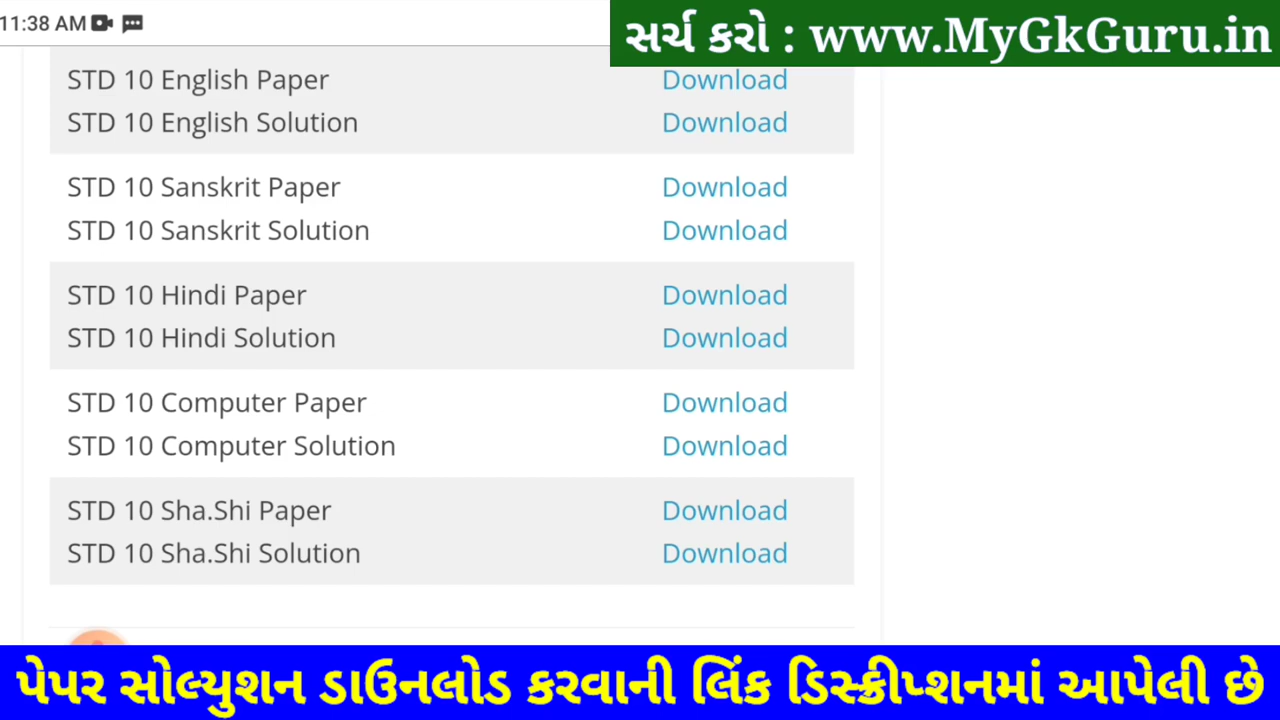 11:38 AM
સર્ચ કરો : www.MyGkGuru.in
STD 10 English Paper Download
STD 10 English Solution Download
STD 10 Sanskrit Paper Download
STD 10 Sanskrit Solution Download
STD 10 Hindi Paper Download
STD 10 Hindi Solution Download
STD 10 Computer Paper Download
STD 10 Computer Solution Download
STD 10 Sha.Shi Paper Download
STD 10 Sha.Shi Solution Download
પેપર સોલ્યુશન ડાઉનલોડ કરવાની લિંક ડિસ્ક્રીપ્શનમાં આપેલી છે